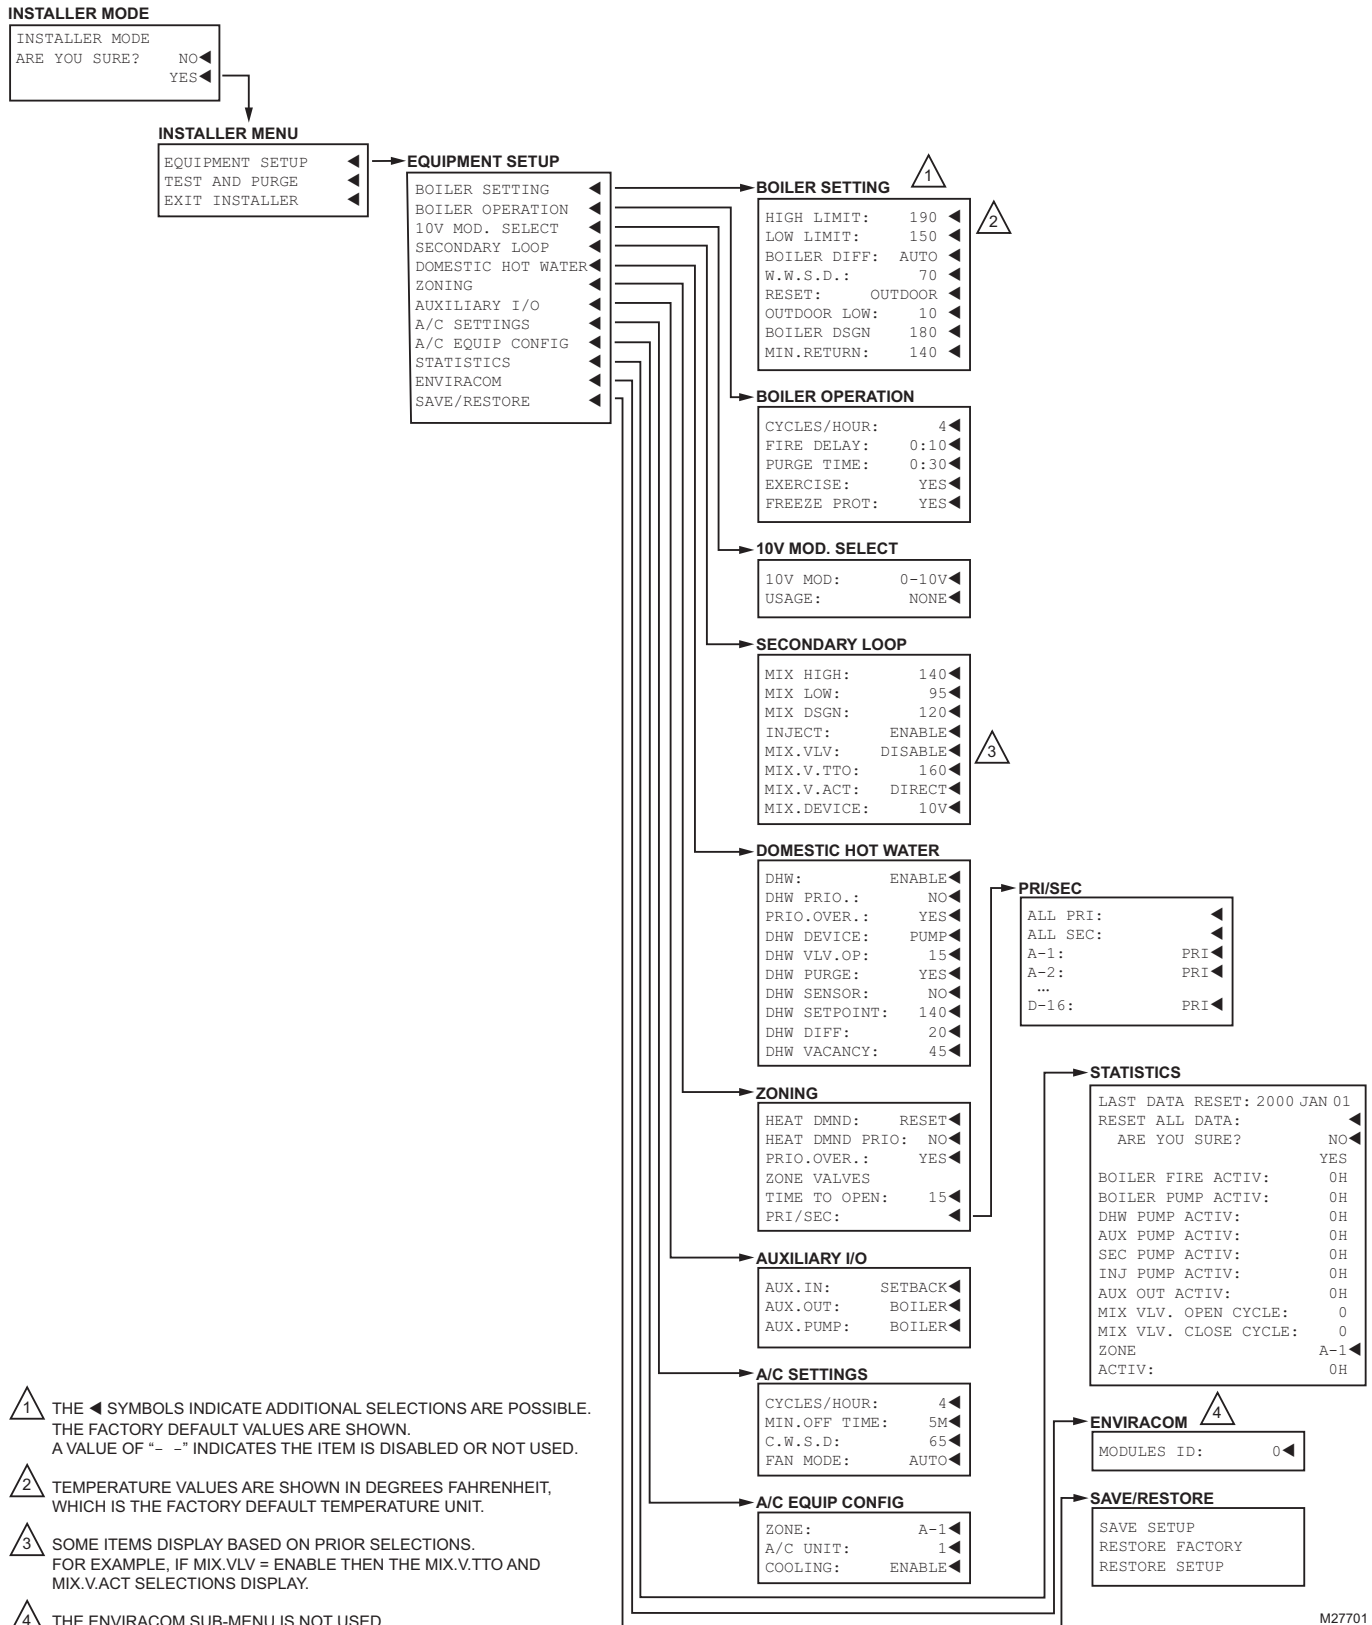 INSTALLER MODE
INSTALLER MODE
ARE YOU SURE? NO◀
YES◀
INSTALLER MENU
EQUIPMENT SETUP ◀
TEST AND PURGE ◀
EXIT INSTALLER ◀
EQUIPMENT SETUP
BOILER SETTING ◀
BOILER OPERATION ◀
10V MOD. SELECT ◀
SECONDARY LOOP ◀
DOMESTIC HOT WATER◀
ZONING ◀
AUXILIARY I/O ◀
A/C SETTINGS ◀
A/C EQUIP CONFIG ◀
STATISTICS ◀
ENVIRACOM ◀
SAVE/RESTORE ◀
BOILER SETTING 1
HIGH LIMIT: 190 ◀ 2
LOW LIMIT: 150 ◀
BOILER DIFF: AUTO ◀
W.W.S.D.: 70 ◀
RESET: OUTDOOR ◀
OUTDOOR LOW: 10 ◀
BOILER DSGN 180 ◀
MIN.RETURN: 140 ◀
BOILER OPERATION
CYCLES/HOUR: 4◀
FIRE DELAY: 0:10◀
PURGE TIME: 0:30◀
EXERCISE: YES◀
FREEZE PROT: YES◀
10V MOD. SELECT
10V MOD: 0-10V◀
USAGE: NONE◀
SECONDARY LOOP
MIX HIGH: 140◀
MIX LOW: 95◀
MIX DSGN: 120◀
INJECT: ENABLE◀
MIX.VLV: DISABLE◀ 3
MIX.V.TTO: 160◀
MIX.V.ACT: DIRECT◀
MIX.DEVICE: 10V◀
DOMESTIC HOT WATER
DHW: ENABLE◀
DHW PRIO.: NO◀
PRIO.OVER.: YES◀
DHW DEVICE: PUMP◀
DHW VLV.OP: 15◀
DHW PURGE: YES◀
DHW SENSOR: NO◀
DHW SETPOINT: 140◀
DHW DIFF: 20◀
DHW VACANCY: 45◀
PRI/SEC
ALL PRI: ◀
ALL SEC: ◀
A-1: PRI◀
A-2: PRI◀
...
D-16: PRI◀
ZONING
HEAT DMND: RESET◀
HEAT DMND PRIO: NO◀
PRIO.OVER.: YES◀
ZONE VALVES
TIME TO OPEN: 15◀
PRI/SEC: ◀
AUXILIARY I/O
AUX.IN: SETBACK◀
AUX.OUT: BOILER◀
AUX.PUMP: BOILER◀
A/C SETTINGS
CYCLES/HOUR: 4◀
MIN.OFF TIME: 5M◀
C.W.S.D: 65◀
FAN MODE: AUTO◀
A/C EQUIP CONFIG
ZONE: A-1◀
A/C UNIT: 1◀
COOLING: ENABLE◀
STATISTICS
LAST DATA RESET: 2000 JAN 01
RESET ALL DATA: ◀
ARE YOU SURE? NO◀
YES
BOILER FIRE ACTIV: 0H
BOILER PUMP ACTIV: 0H
DHW PUMP ACTIV: 0H
AUX PUMP ACTIV: 0H
SEC PUMP ACTIV: 0H
INJ PUMP ACTIV: 0H
AUX OUT ACTIV: 0H
MIX VLV. OPEN CYCLE: 0
MIX VLV. CLOSE CYCLE: 0
ZONE A-1◀
ACTIV: 0H
ENVIRACOM 4
MODULES ID: 0◀
SAVE/RESTORE
SAVE SETUP
RESTORE FACTORY
RESTORE SETUP
1 THE ◀ SYMBOLS INDICATE ADDITIONAL SELECTIONS ARE POSSIBLE.
THE FACTORY DEFAULT VALUES ARE SHOWN.
A VALUE OF “- -” INDICATES THE ITEM IS DISABLED OR NOT USED.
2 TEMPERATURE VALUES ARE SHOWN IN DEGREES FAHRENHEIT,
WHICH IS THE FACTORY DEFAULT TEMPERATURE UNIT.
3 SOME ITEMS DISPLAY BASED ON PRIOR SELECTIONS.
FOR EXAMPLE, IF MIX.VLV = ENABLE THEN THE MIX.V.TTO AND
MIX.V.ACT SELECTIONS DISPLAY.
4 THE ENVIRACOM SUB-MENU IS NOT USED
M27701